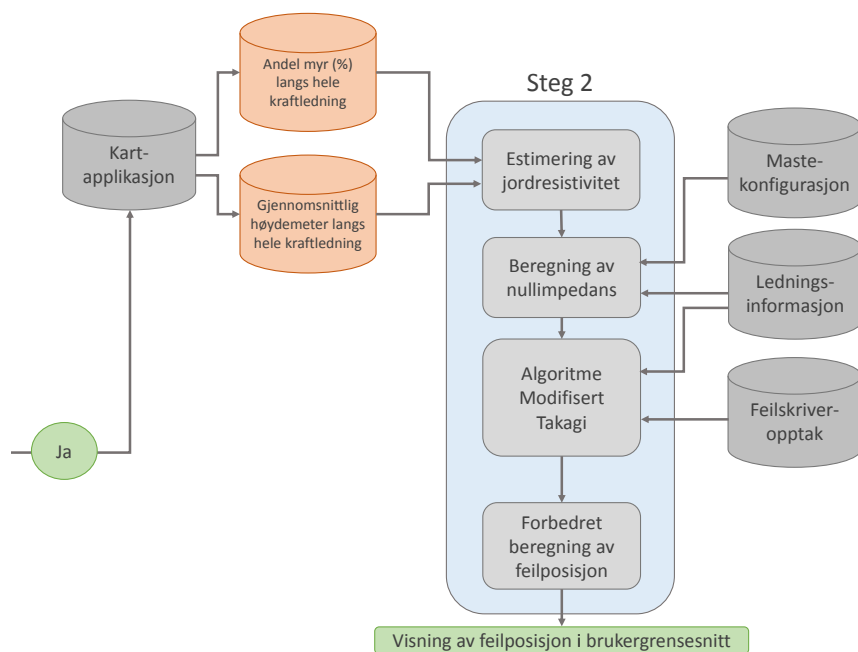 Andel myr (%)
langs hele
kraftledning
Steg 2
Kart-
applikasjon
Estimering av
jordresistivitet
Maste-
konfigurasjon
Gjennomsnittlig
høydemeter langs
hele kraftledning
Beregning av
nullimpedans
Lednings-
informasjon
Algoritme
Modifisert
Takagi
Feilskriver-
opptak
Ja
Forbedret
beregning av
feilposisjon
Visning av feilposisjon i brukergrensesnitt